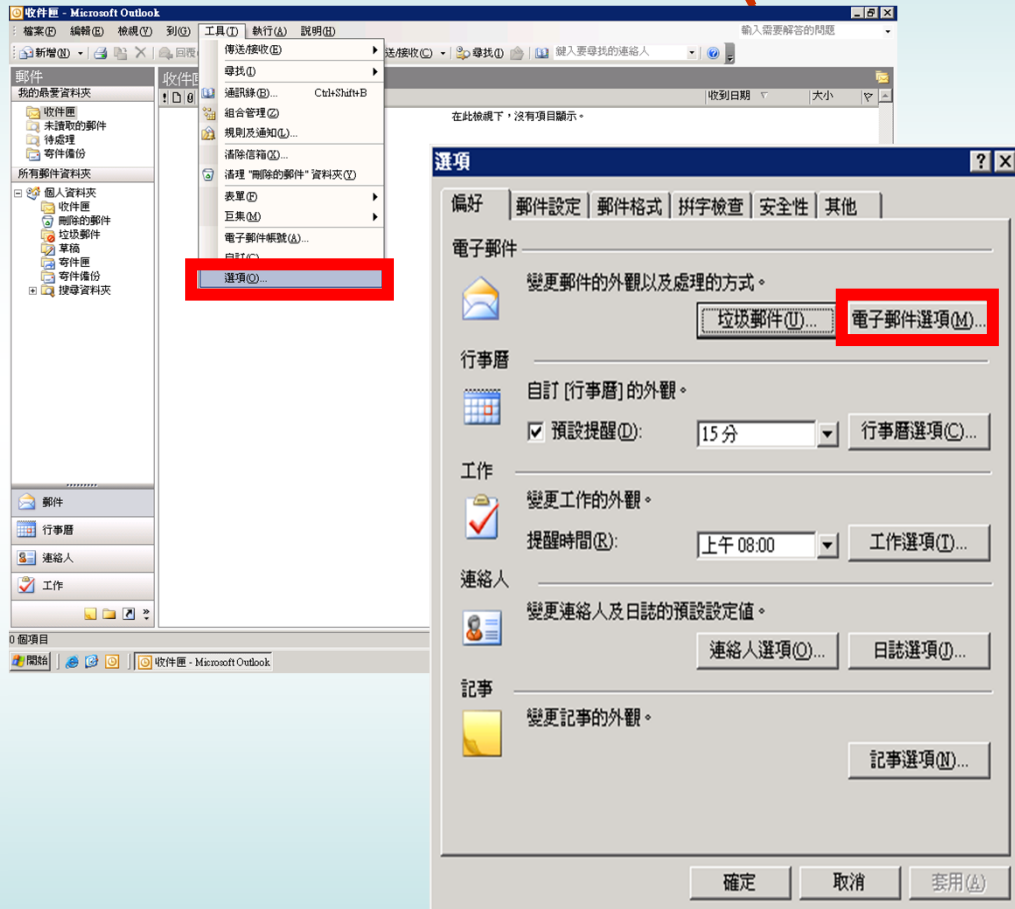 收件匣 - Microsoft Outlook
檔案(F) 編輯(E) 檢視(V) 到(G) 工具(T) 執行(A) 說明(H) 輸入需要解答的問題
新增(N) 回覆 送/接收(C) 尋找(I) 鍵入要尋找的連絡人
郵件
我的最愛資料夾
收件匣
未讀取的郵件
待處理
寄件備份
所有郵件資料夾
個人資料夾
收件匣
刪除的郵件
垃圾郵件
草稿
寄件匣
寄件備份
搜尋資料夾
郵件
行事曆
連絡人
工作
0 個項目
開始 收件匣 - Microsoft Outlook
傳送/接收(E)
尋找(I)
通訊錄(B)... Ctrl+Shift+B
組合管理(Z)
規則及通知(L)...
清除信箱(X)...
清理 "刪除的郵件" 資料夾(Y)
表單(F)
巨集(M)
電子郵件帳號(A)...
自訂(C)...
選項(O)...
收件匣
收到日期 大小
在此檢視下，沒有項目顯示。
選項
偏好 郵件設定 郵件格式 拼字檢查 安全性 其他
電子郵件
變更郵件的外觀以及處理的方式。
垃圾郵件(U)... 電子郵件選項(M)...
行事曆
自訂 [行事曆] 的外觀。
預設提醒(D): 15 分 行事曆選項(C)...
工作
變更工作的外觀。
提醒時間(R): 上午 08:00 工作選項(T)...
連絡人
變更連絡人及日誌的預設設定值。
連絡人選項(O)... 日誌選項(J)...
記事
變更記事的外觀。
記事選項(N)...
確定 取消 套用(A)